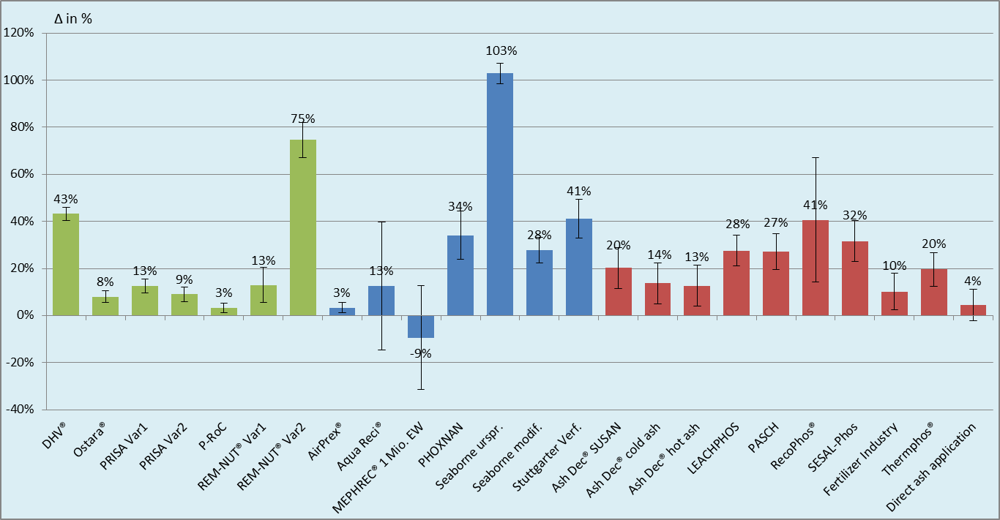 Δ in %
120%
100%
80%
60%
40%
20%
0%
-20%
-40%
43%
8%
13%
9%
3%
13%
75%
3%
13%
-9%
34%
103%
28%
41%
20%
14%
13%
28%
27%
41%
32%
10%
20%
4%
DHV®
Ostara®
PRISA Var1
PRISA Var2
P-RoC
REM-NUT® Var1
REM-NUT® Var2
AirPrex®
Aqua Reci®
MEPHREC® 1 Mio. EW
PHOXNAN
Seaborne urspr.
Seaborne modif.
Stuttgarter Verf.
Ash Dec® SUSAN
Ash Dec® cold ash
Ash Dec® hot ash
LEACHPHOS
PASCH
RecoPhos®
SESAL-Phos
Fertilizer Industry
Thermphos®
Direct ash application